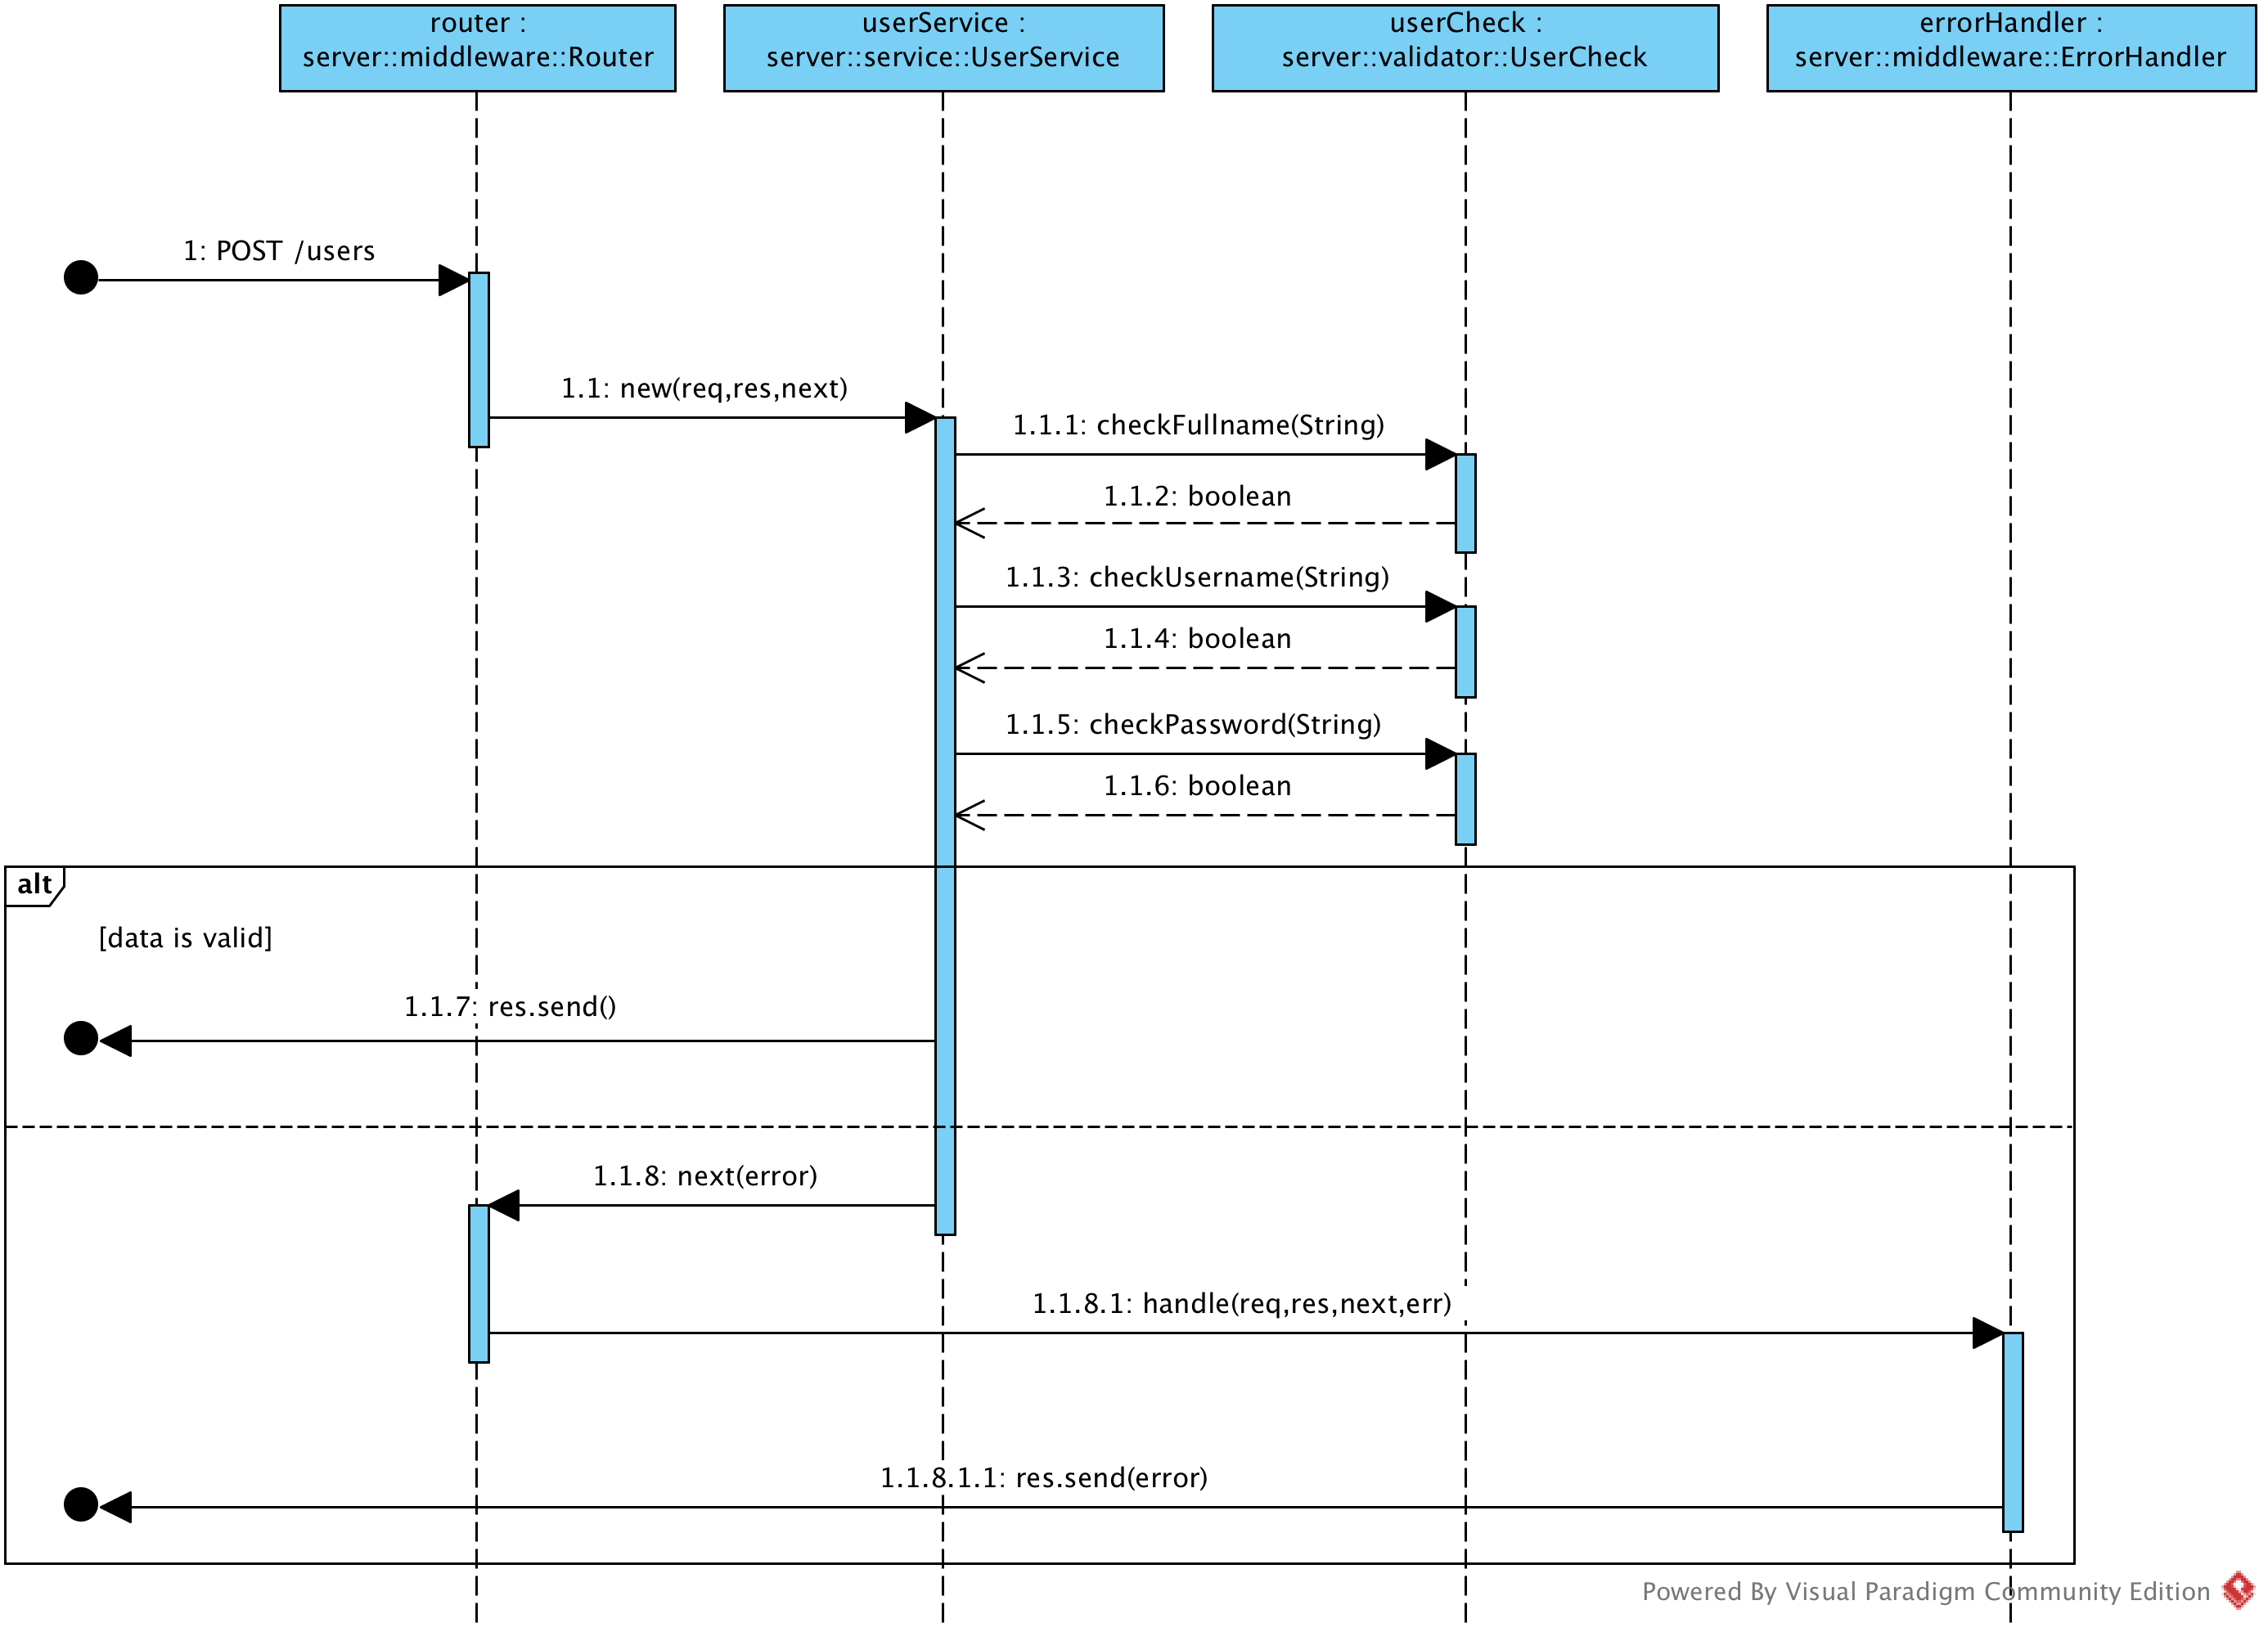 router :
server::middleware::Router
userService :
server::service::UserService
userCheck :
server::validator::UserCheck
errorHandler :
server::middleware::ErrorHandler
1: POST /users
1.1: new(req,res,next)
1.1.1: checkFullname(String)
1.1.2: boolean
1.1.3: checkUsername(String)
1.1.4: boolean
1.1.5: checkPassword(String)
1.1.6: boolean
alt
[data is valid]
1.1.7: res.send()
1.1.8: next(error)
1.1.8.1: handle(req,res,next,err)
1.1.8.1.1: res.send(error)
Powered By Visual Paradigm Community Edition